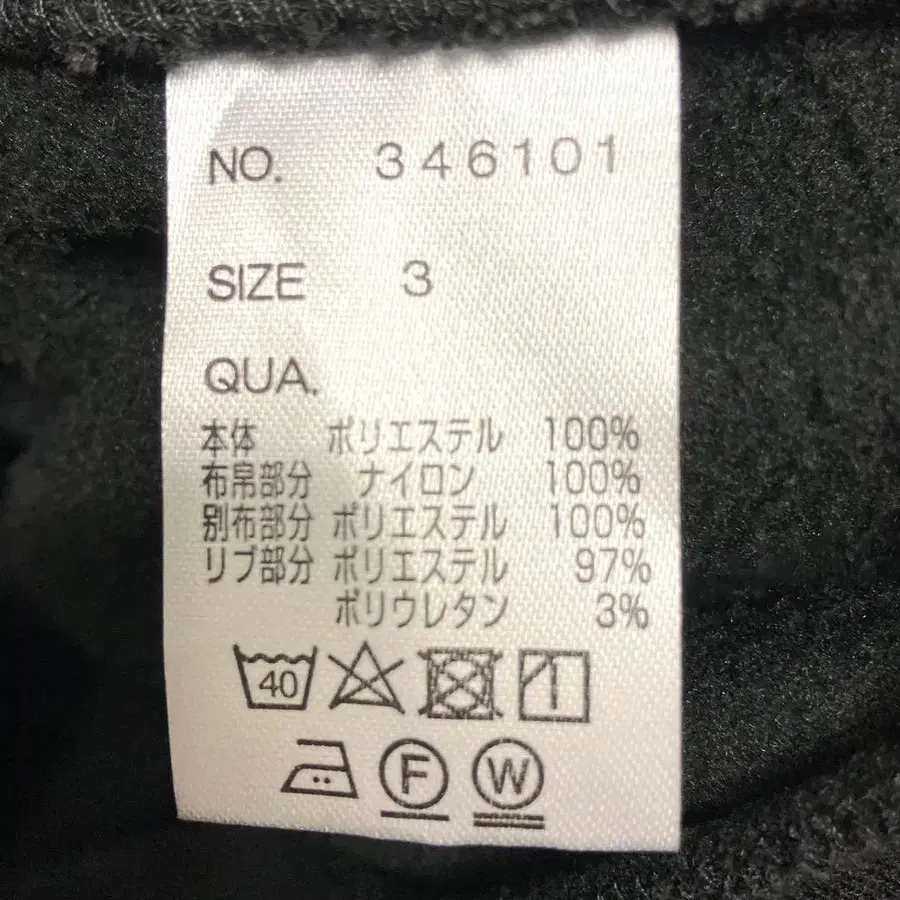 NO. 346101
SIZE 3
QUA.
本体 ポリエステル 100%
布帛部分 ナイロン 100%
別布部分 ポリエステル 100%
リブ部分 ポリエステル 97%
ポリウレタン 3%
40
F W